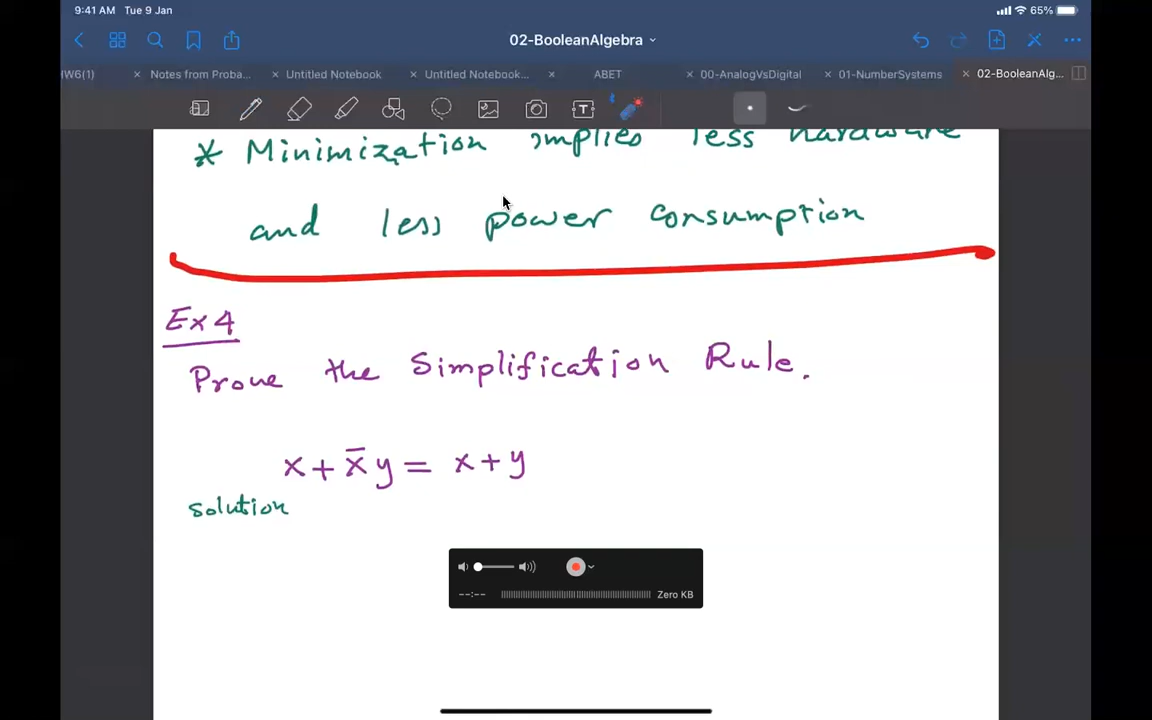 9:41 AM Tue 9 Jan
65%
02-BooleanAlgebra
HW6(1)
Notes from Proba...
Untitled Notebook
Untitled Notebook...
ABET
00-AnalogVsDigital
01-NumberSystems
02-BooleanAlg...
* Minimization implies less hardware
and less power consumption
Ex 4
Prove the Simplification Rule.
x + x̄ y = x + y
solution
--:--
Zero KB